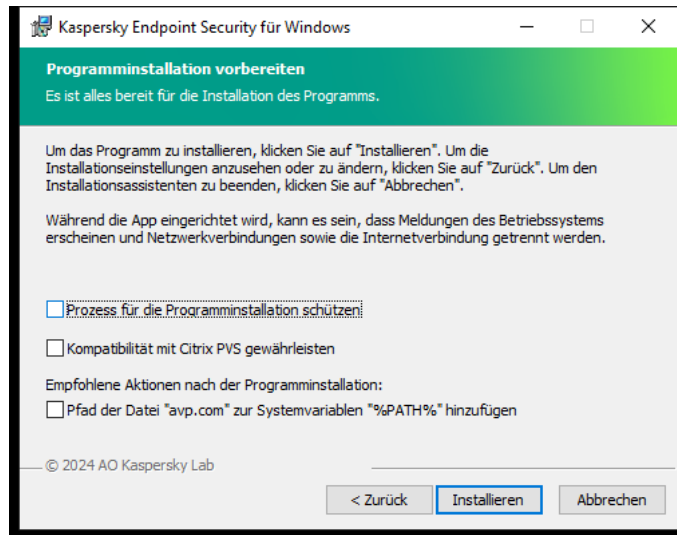 Kaspersky Endpoint Security für Windows
Programminstallation vorbereiten
Es ist alles bereit für die Installation des Programms.
Um das Programm zu installieren, klicken Sie auf "Installieren". Um die
Installationseinstellungen anzusehen oder zu ändern, klicken Sie auf "Zurück". Um den
Installationsassistenten zu beenden, klicken Sie auf "Abbrechen".
Während die App eingerichtet wird, kann es sein, dass Meldungen des Betriebssystems
erscheinen und Netzwerkverbindungen sowie die Internetverbindung getrennt werden.
Prozess für die Programminstallation schützen
Kompatibilität mit Citrix PVS gewährleisten
Empfohlene Aktionen nach der Programminstallation:
Pfad der Datei "avp.com" zur Systemvariablen "%PATH%" hinzufügen
© 2024 AO Kaspersky Lab
< Zurück
Installieren
Abbrechen